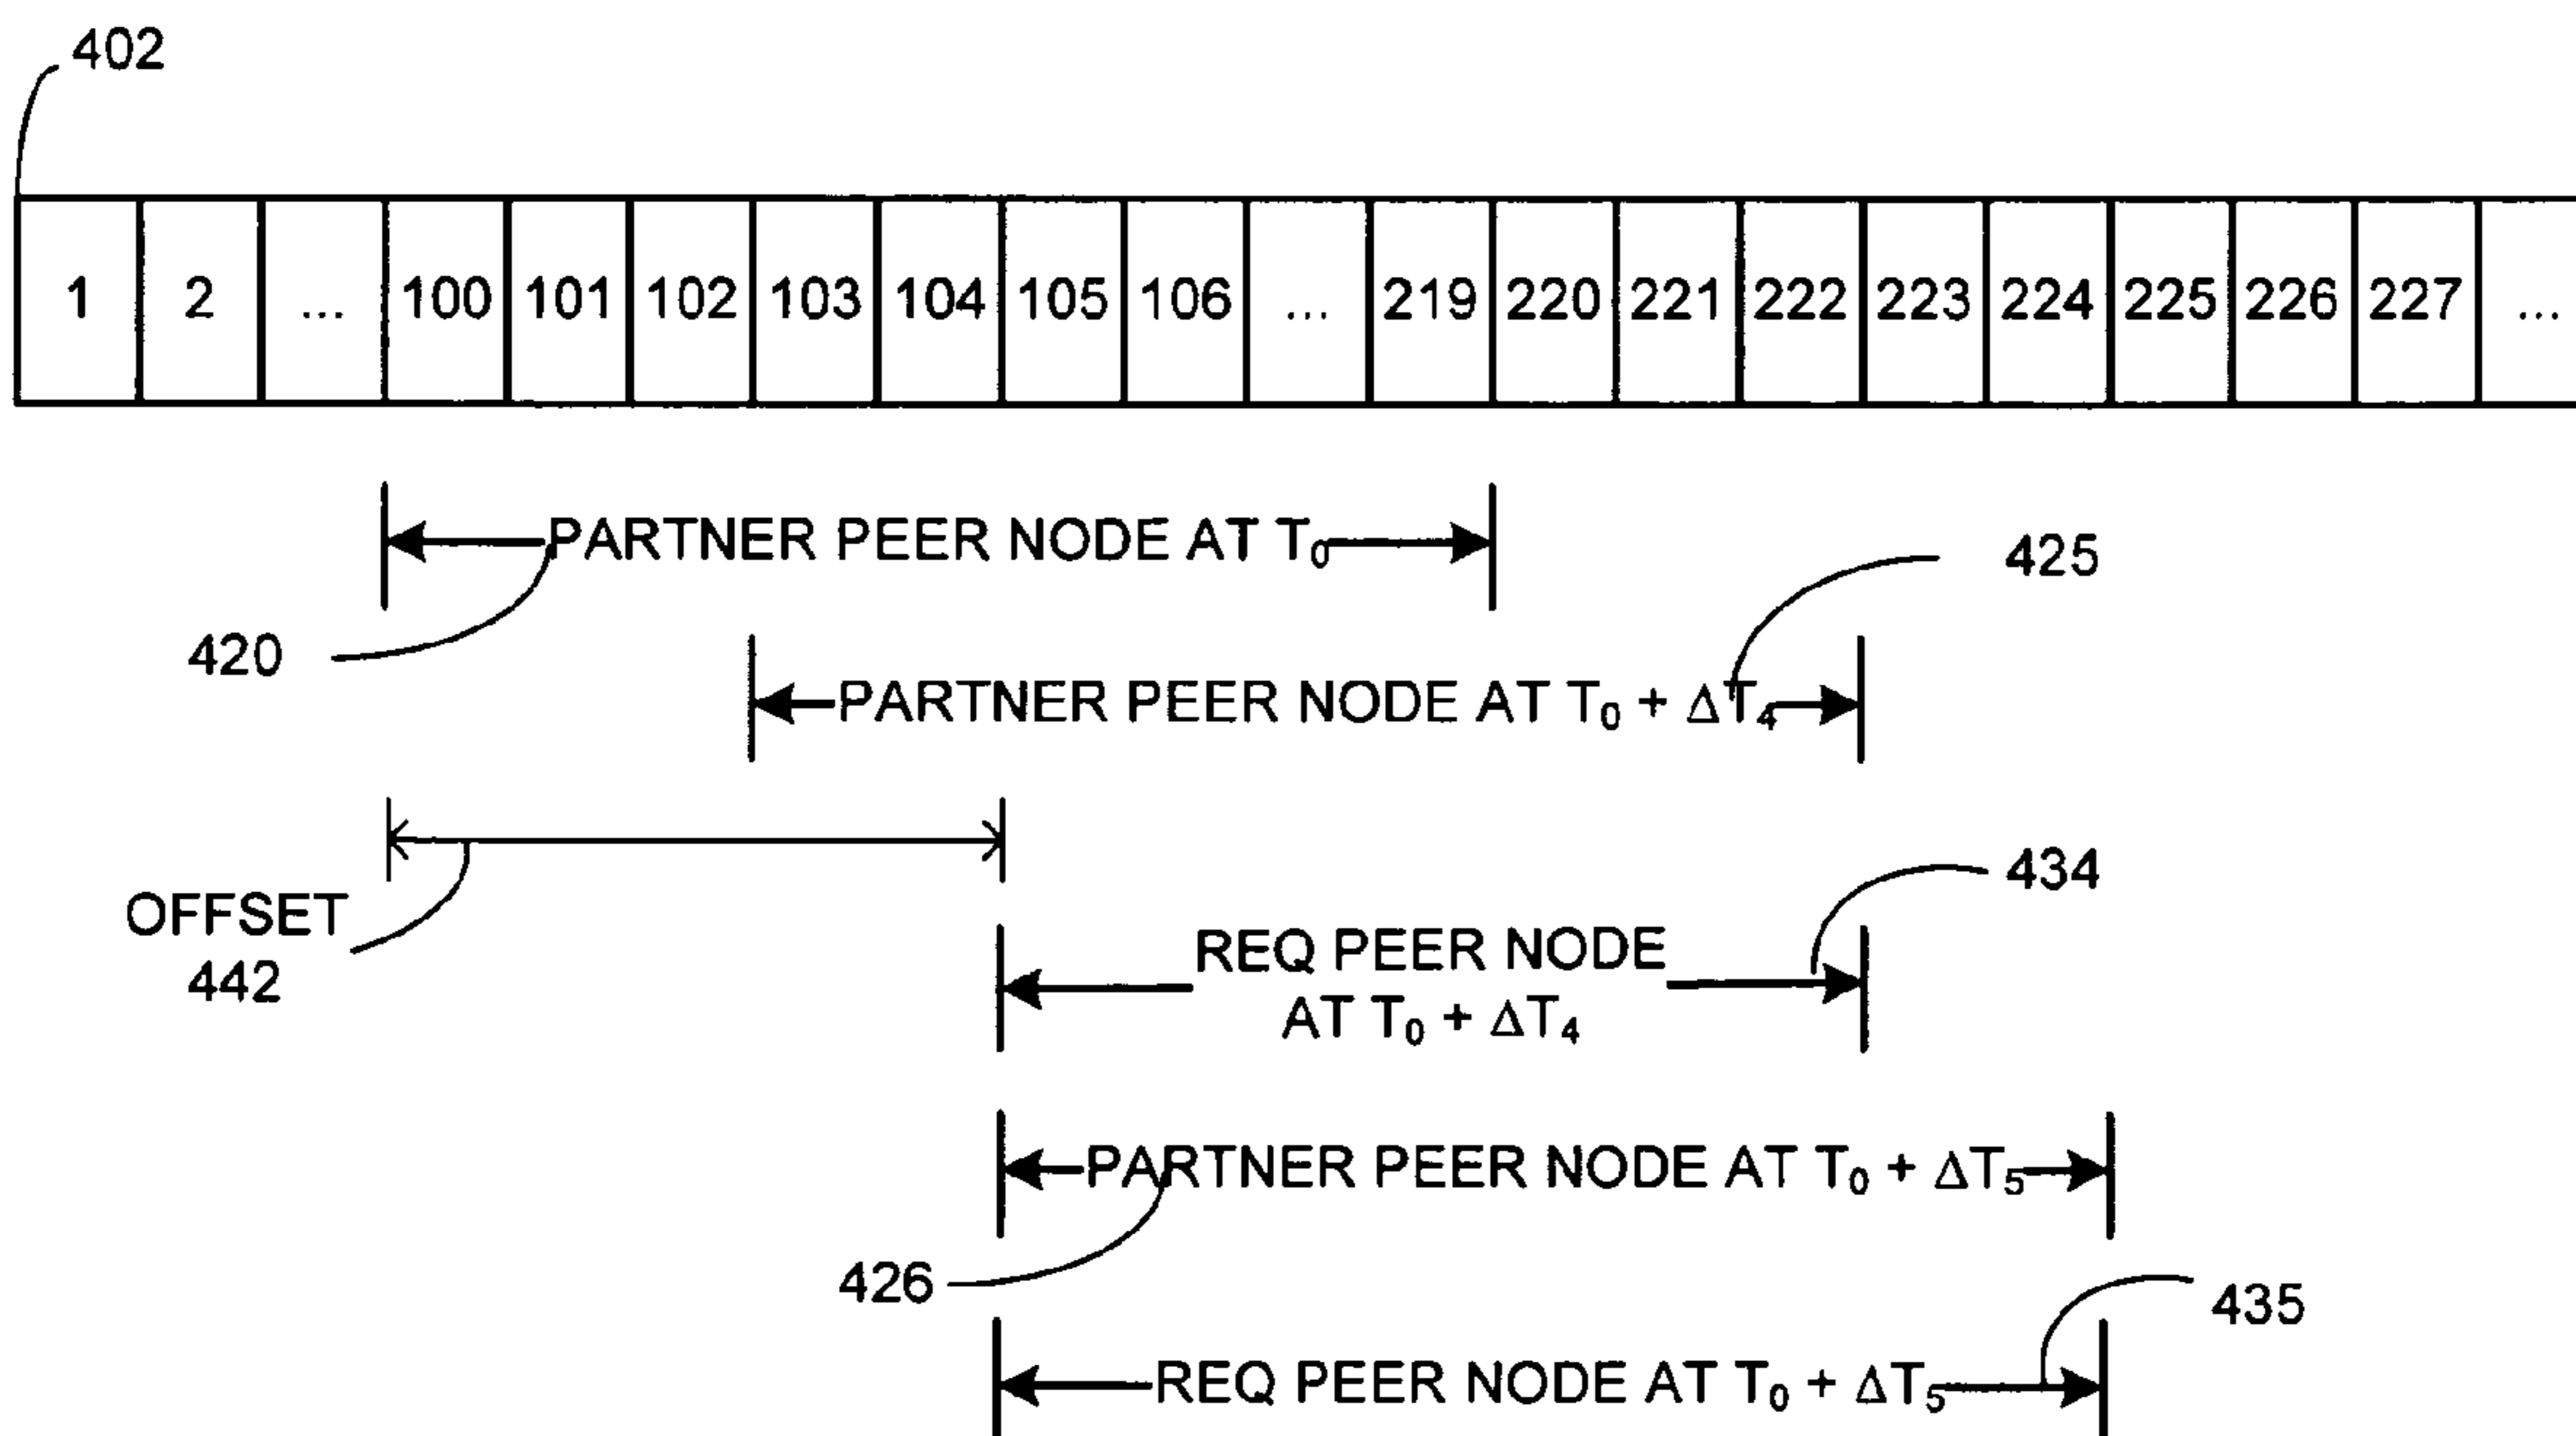 402
1 2 ... 100 101 102 103 104 105 106 ... 219 220 221 222 223 224 225 226 227 ...
PARTNER PEER NODE AT T₀
425
420
PARTNER PEER NODE AT T₀ + ΔT₄
434
OFFSET
442
REQ PEER NODE
AT T₀ + ΔT₄
PARTNER PEER NODE AT T₀ + ΔT₅
426
435
REQ PEER NODE AT T₀ + ΔT₅